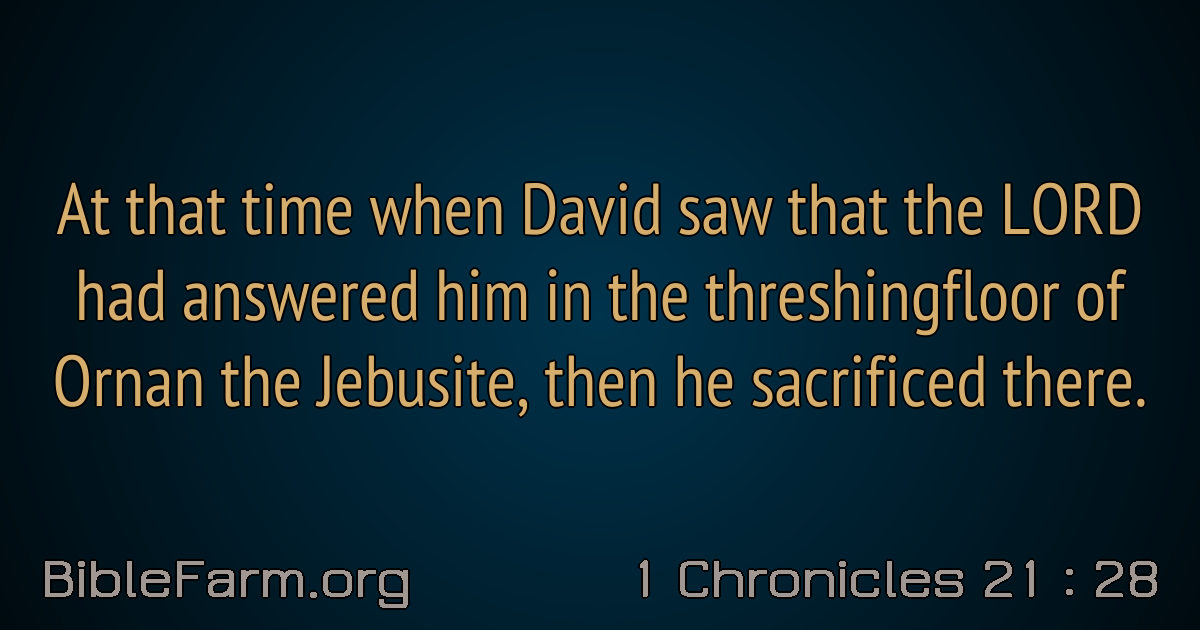 At that time when David saw that the LORD
had answered him in the threshingfloor of
Ornan the Jebusite, then he sacrificed there.
BibleFarm.org
1 Chronicles 21 : 28